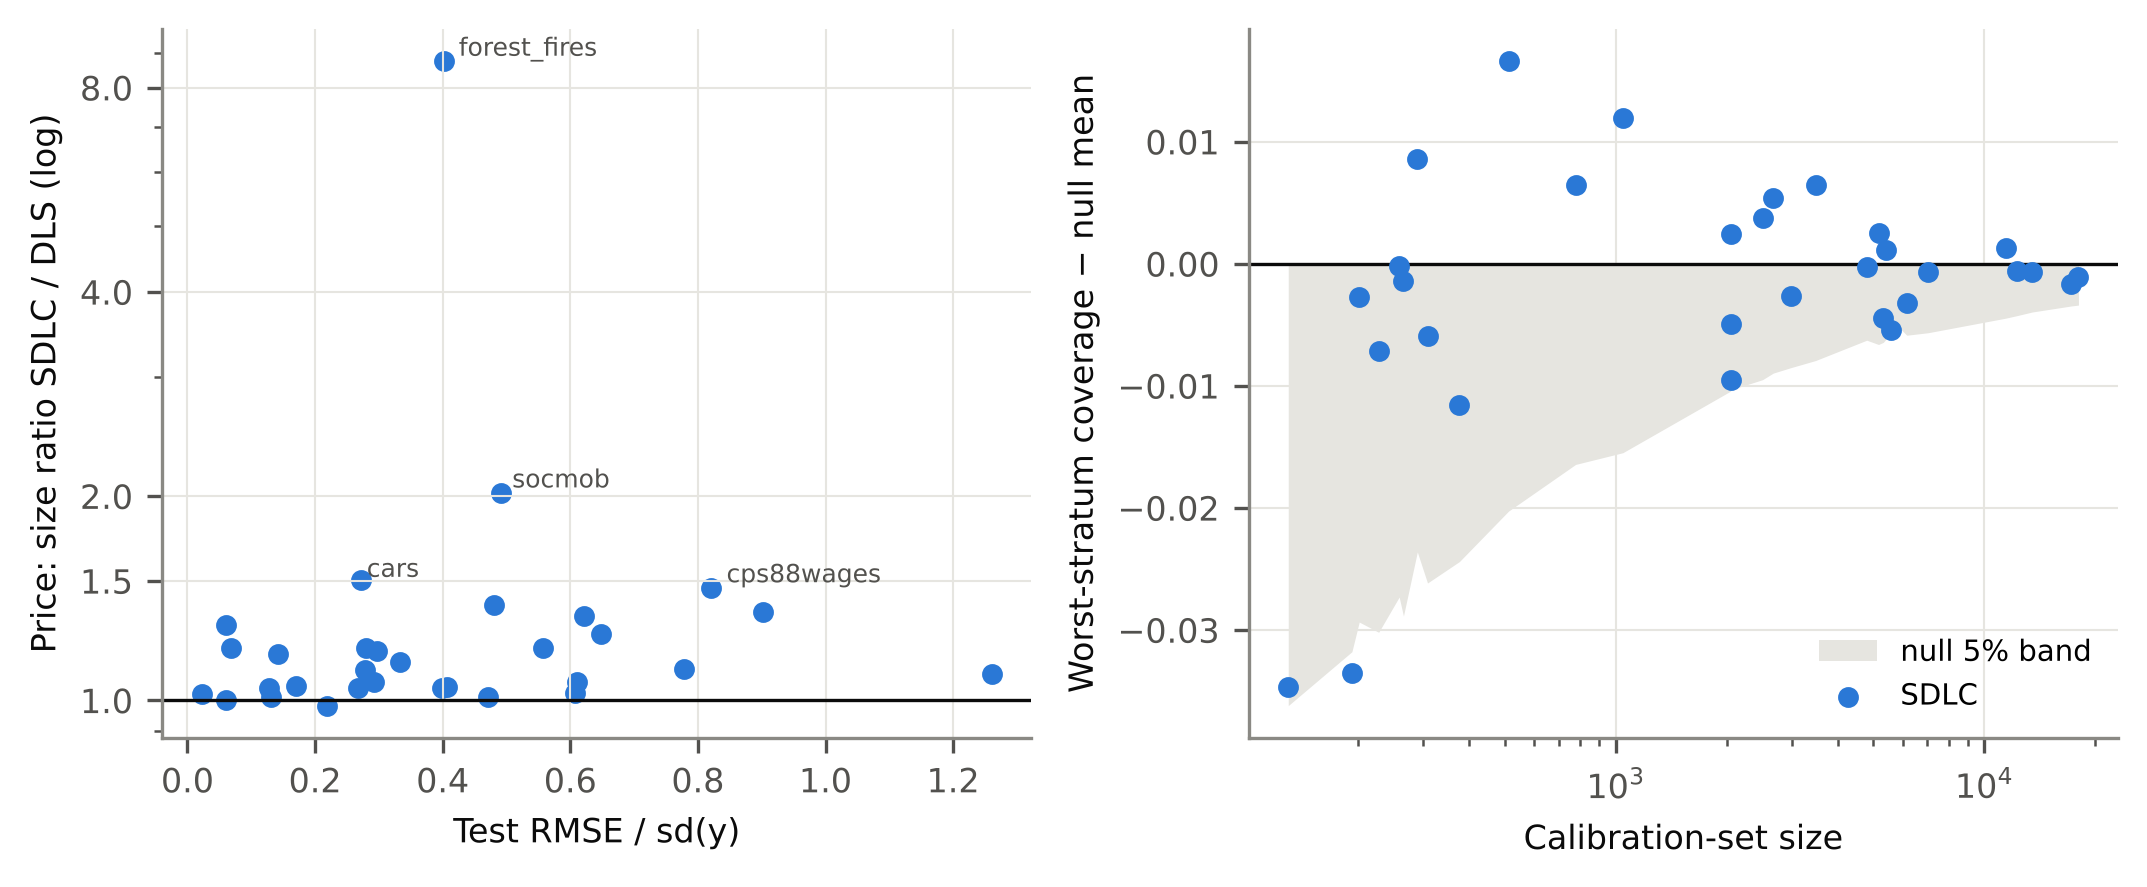 Price: size ratio SDLC / DLS (log)
8.0
4.0
2.0
1.5
1.0
forest_fires
socmob
cars
cps88wages
0.0 0.2 0.4 0.6 0.8 1.0 1.2
Test RMSE / sd(y)
Worst-stratum coverage − null mean
0.01
0.00
−0.01
−0.02
−0.03
null 5% band
SDLC
10³ 10⁴
Calibration-set size